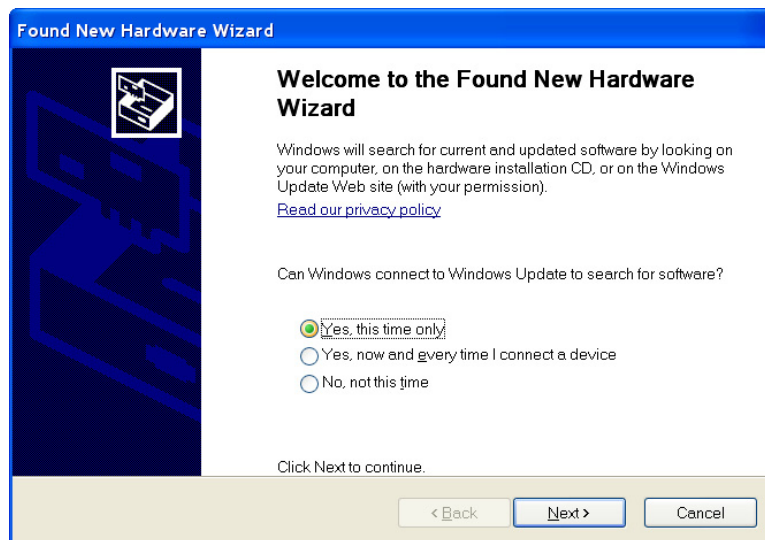 Found New Hardware Wizard
Welcome to the Found New Hardware
Wizard
Windows will search for current and updated software by looking on
your computer, on the hardware installation CD, or on the Windows
Update Web site (with your permission).
Read our privacy policy
Can Windows connect to Windows Update to search for software?
Yes, this time only
Yes, now and every time I connect a device
No, not this time
Click Next to continue.
< Back Next > Cancel